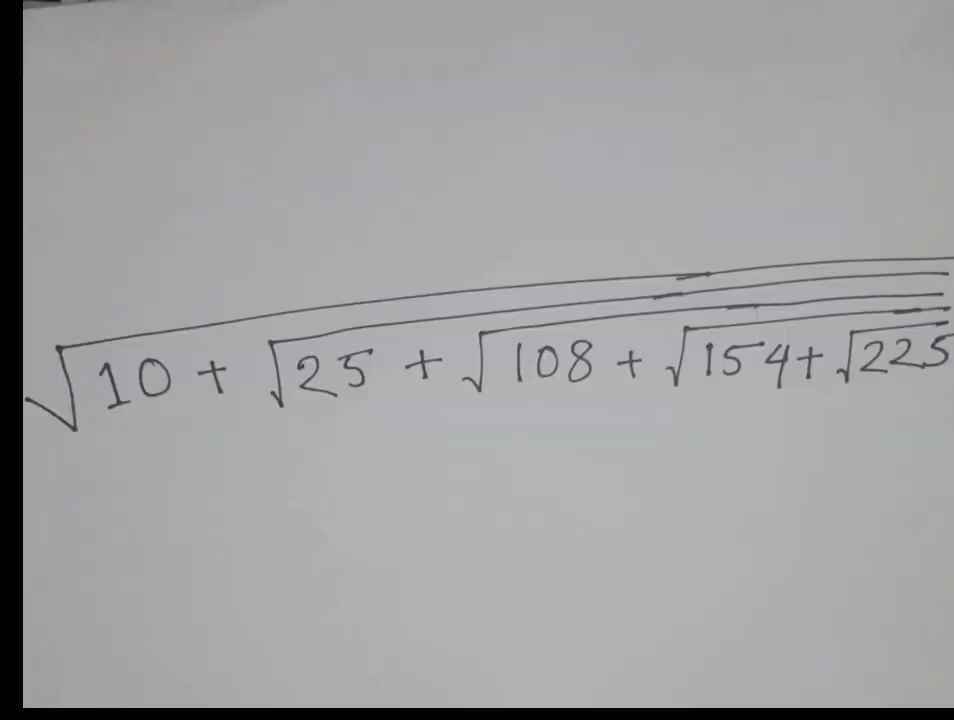 √10 + √25 + √108 + √154 + √225